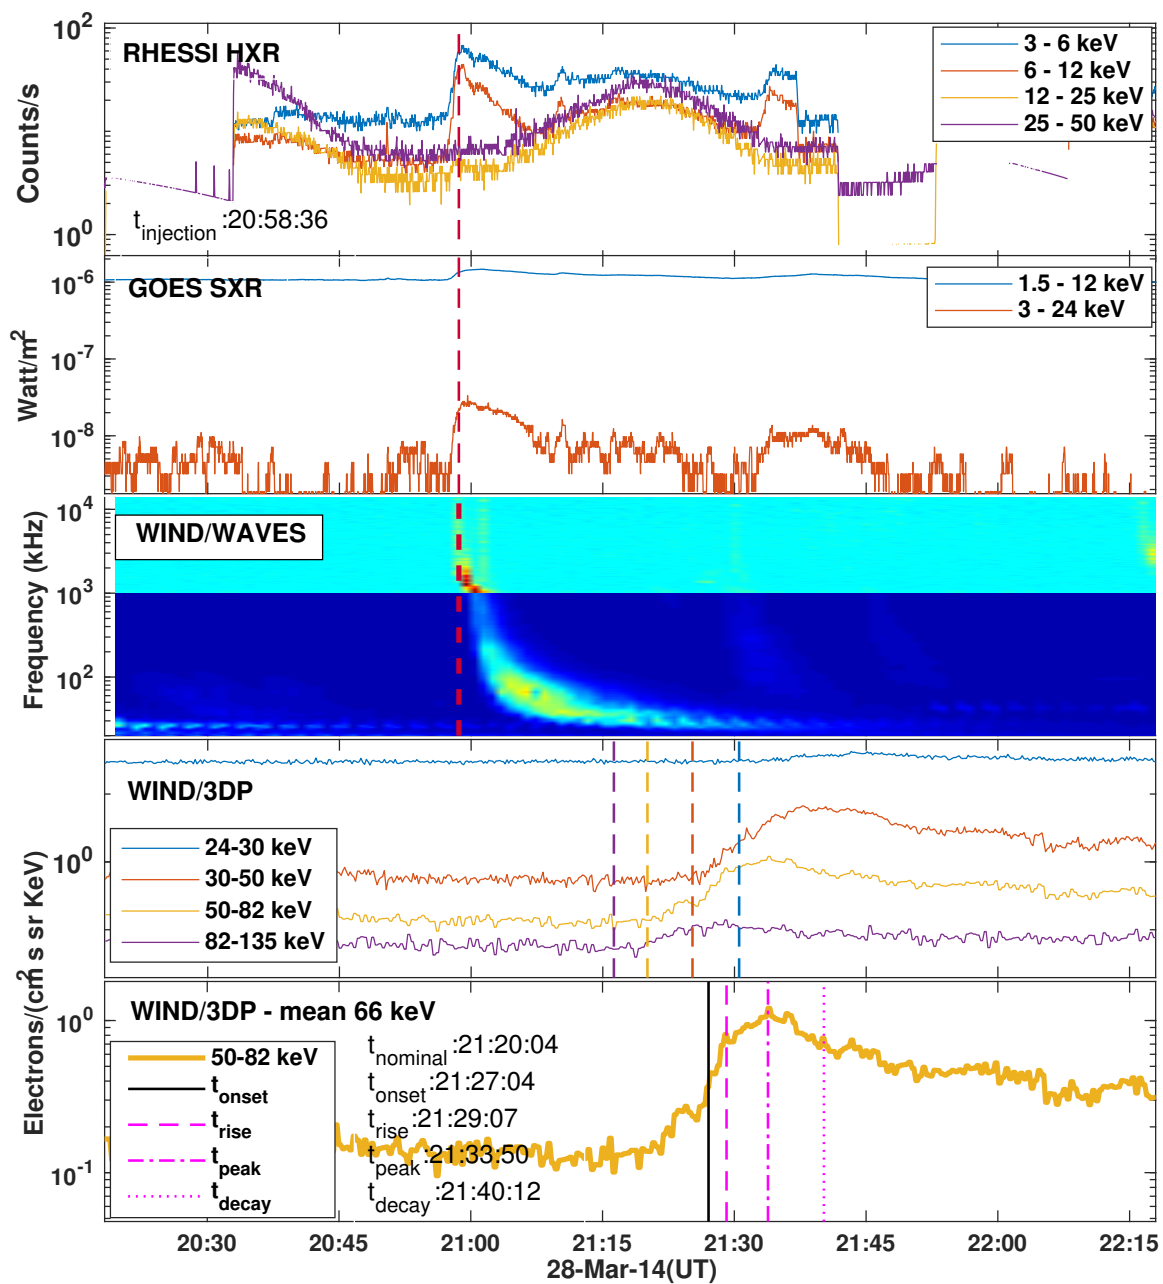 10^2
RHESSI HXR
3 - 6 keV
6 - 12 keV
12 - 25 keV
25 - 50 keV
Counts/s
t_injection :20:58:36
10^0
10^-6
GOES SXR
1.5 - 12 keV
3 - 24 keV
Watt/m^2
10^-7
10^-8
10^4
WIND/WAVES
Frequency (kHz)
10^3
10^2
WIND/3DP
24-30 keV
30-50 keV
50-82 keV
82-135 keV
10^0
Electrons/(cm^2 s sr KeV)
WIND/3DP - mean 66 keV
10^0
50-82 keV
t_onset
t_rise
t_peak
t_decay
t_nominal :21:20:04
t_onset :21:27:04
t_rise :21:29:07
t_peak :21:33:50
t_decay :21:40:12
10^-1
20:30 20:45 21:00 21:15 21:30 21:45 22:00 22:15
28-Mar-14(UT)